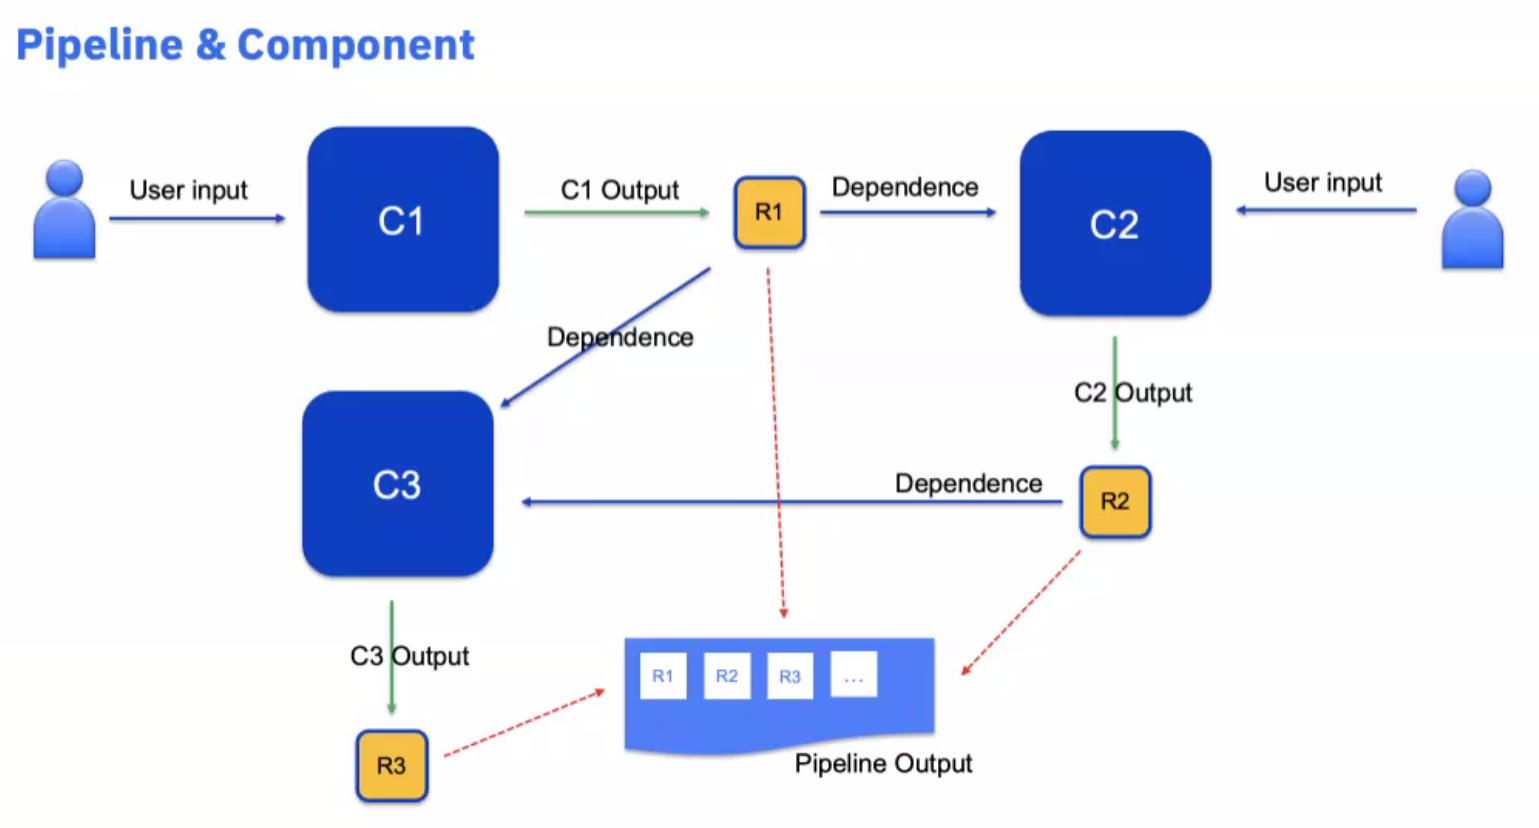 Pipeline & Component
User input
C1
C1 Output
R1
Dependence
C2
User input
Dependence
C2 Output
C3
Dependence
R2
C3 Output
R1
R2
R3
...
R3
Pipeline Output